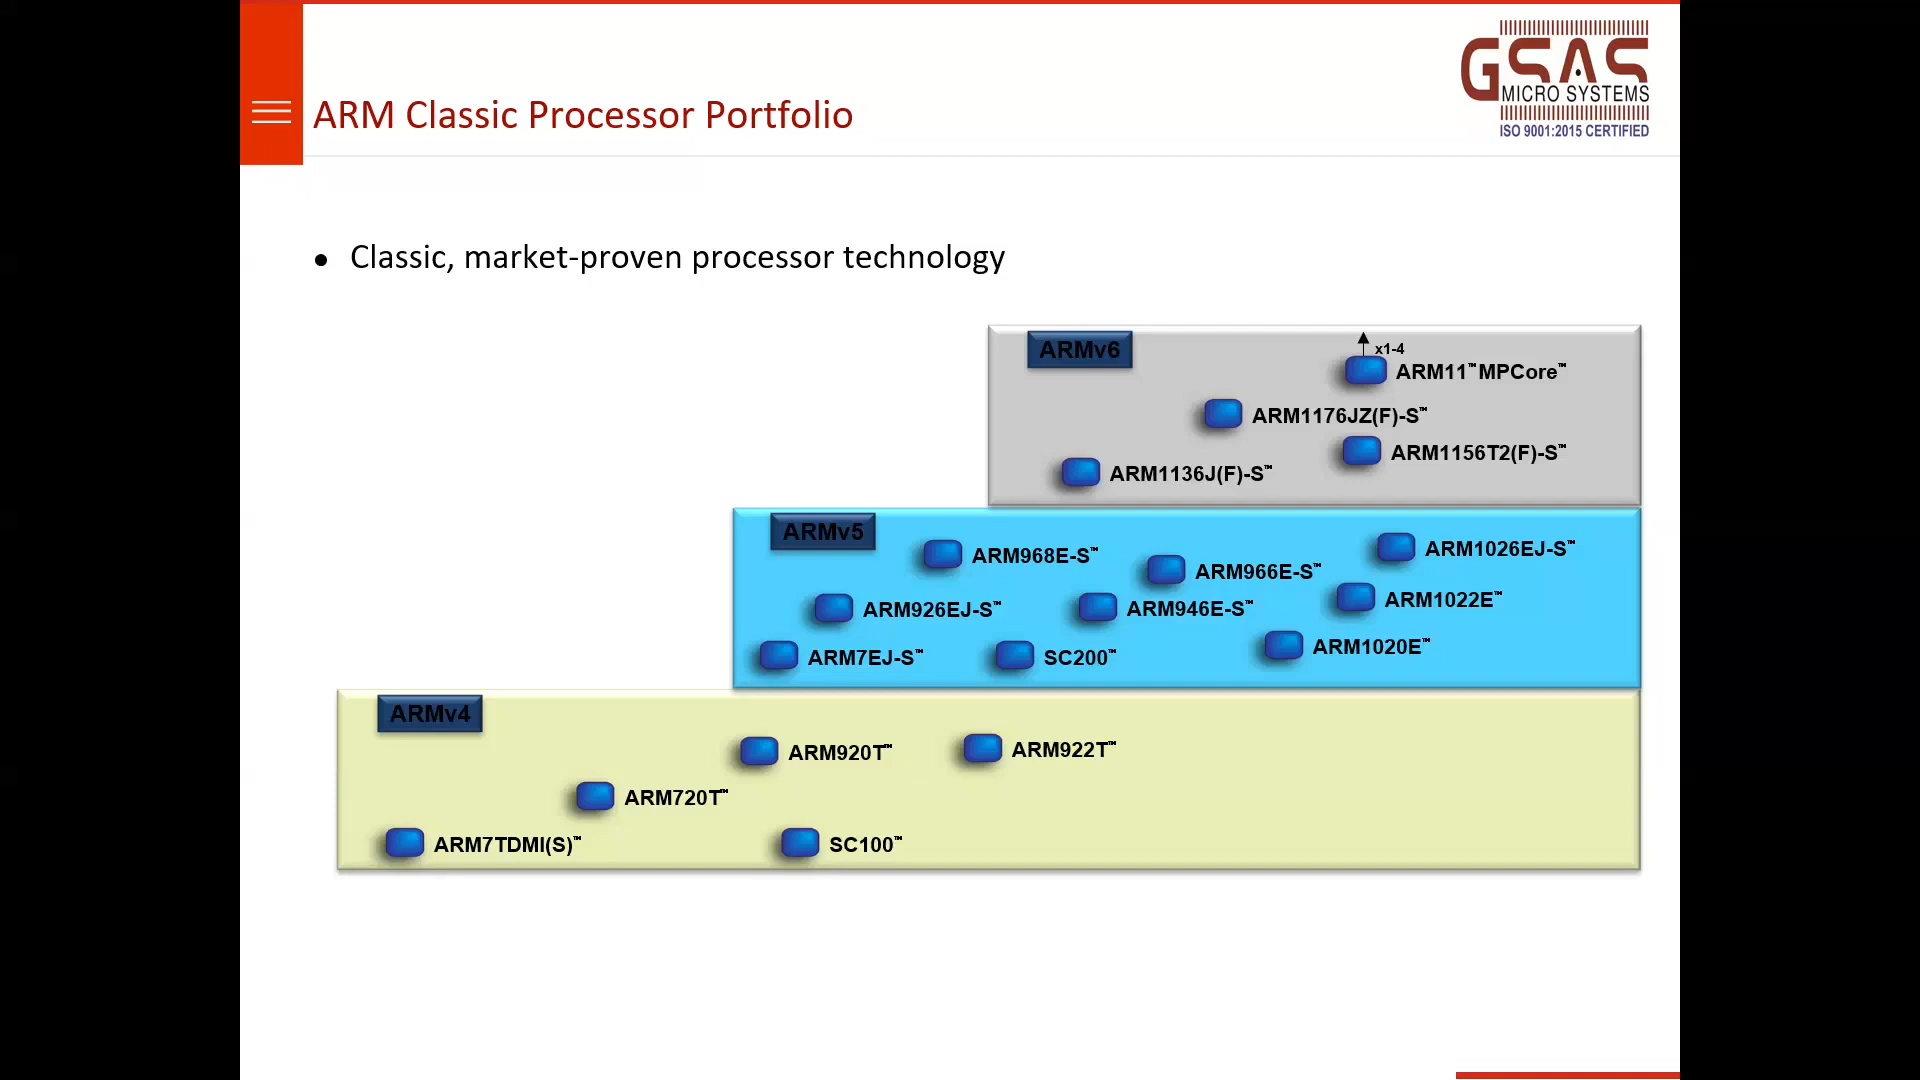 GSAS
MICRO SYSTEMS
ISO 9001:2015 CERTIFIED
ARM Classic Processor Portfolio
● Classic, market-proven processor technology
ARMv6
x1-4
ARM11™MPCore™
ARM1176JZ(F)-S™
ARM1156T2(F)-S™
ARM1136J(F)-S™
ARMv5
ARM968E-S™
ARM966E-S™
ARM1026EJ-S™
ARM926EJ-S™
ARM946E-S™
ARM1022E™
ARM7EJ-S™
SC200™
ARM1020E™
ARMv4
ARM920T™
ARM922T™
ARM720T™
ARM7TDMI(S)™
SC100™